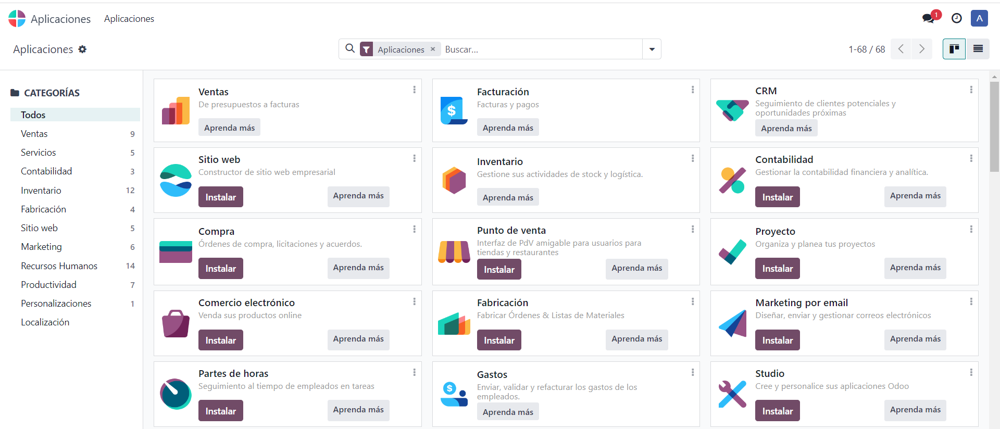 Aplicaciones
Aplicaciones
1
A
Aplicaciones
Aplicaciones ×
Buscar...
1-68 / 68
CATEGORÍAS
Todos
Ventas 9
Servicios 5
Contabilidad 3
Inventario 12
Fabricación 4
Sitio web 5
Marketing 6
Recursos Humanos 14
Productividad 7
Personalizaciones 1
Localización
Ventas
De presupuestos a facturas
Aprenda más
Facturación
Facturas y pagos
Aprenda más
CRM
Seguimiento de clientes potenciales y
oportunidades próximas
Aprenda más
Sitio web
Constructor de sitio web empresarial
Instalar
Aprenda más
Inventario
Gestione sus actividades de stock y logística.
Aprenda más
Contabilidad
Gestionar la contabilidad financiera y analítica.
Instalar
Aprenda más
Compra
Órdenes de compra, licitaciones y acuerdos.
Instalar
Aprenda más
Punto de venta
Interfaz de PdV amigable para usuarios para
tiendas y restaurantes
Instalar
Aprenda más
Proyecto
Organiza y planea tus proyectos
Instalar
Aprenda más
Comercio electrónico
Venda sus productos online
Instalar
Aprenda más
Fabricación
Fabricar Órdenes & Listas de Materiales
Instalar
Aprenda más
Marketing por email
Diseñar, enviar y gestionar correos electrónicos
Instalar
Aprenda más
Partes de horas
Seguimiento al tiempo de empleados en tareas
Instalar
Aprenda más
Gastos
Enviar, validar y refacturar los gastos de los
empleados.
Aprenda más
Studio
Cree y personalice sus aplicaciones Odoo
Instalar
Aprenda más